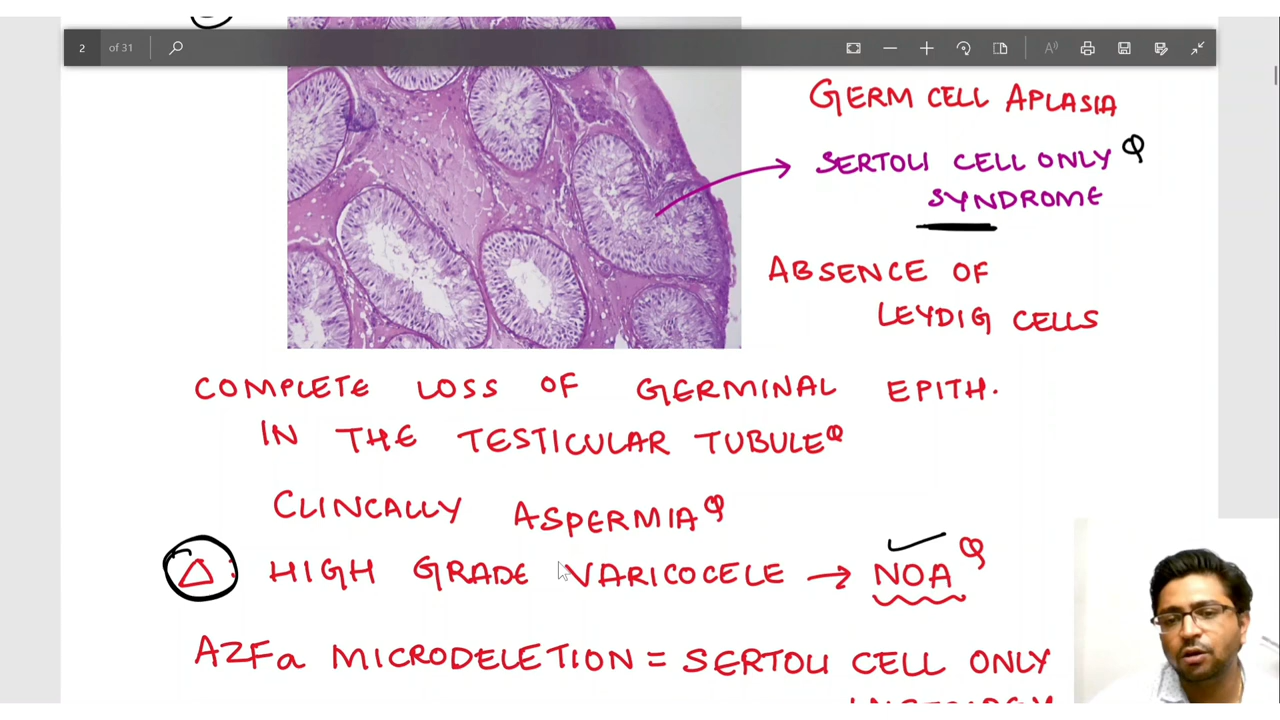 2 of 31
GERM CELL APLASIA
SERTOLI CELL ONLY
SYNDROME
ABSENCE OF
LEYDIG CELLS
COMPLETE LOSS OF GERMINAL EPITH.
IN THE TESTICULAR TUBULE
CLINCALLY ASPERMIA
HIGH GRADE VARICOCELE → NOA
AZFa MICRODELETION = SERTOLI CELL ONLY